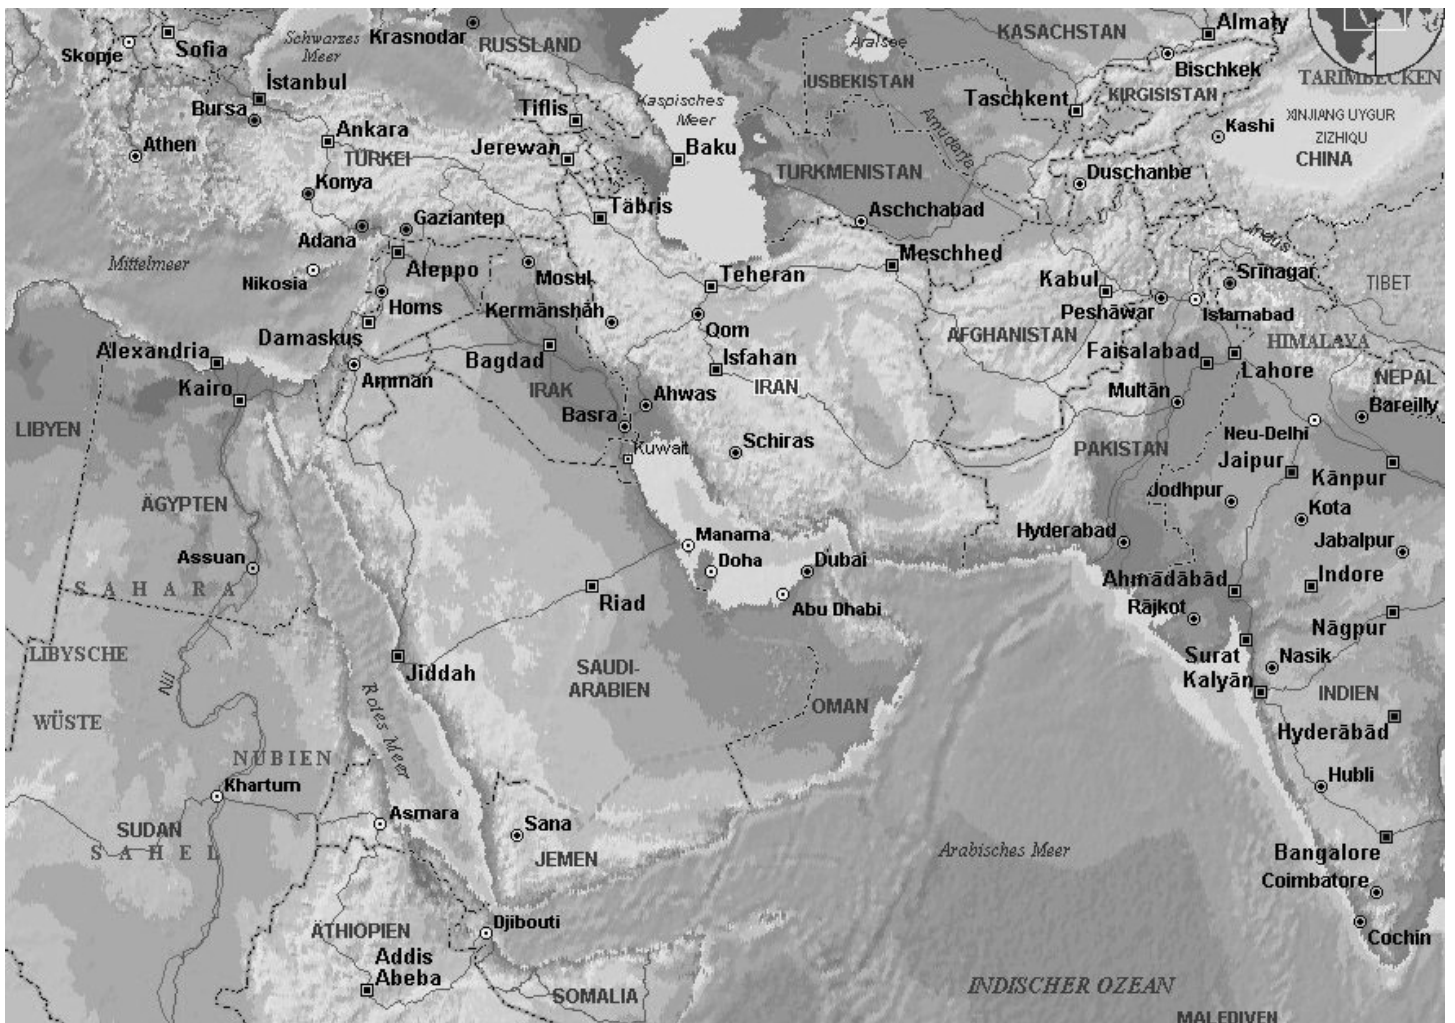 Skopje
Sofia
Schwarzes
Meer
Krasnodar
RUSSLAND
Aralsee
KASACHSTAN
Almaty
Bischkek
TARIMBECKEN
İstanbul
Bursa
Tiflis
Kaspisches
Meer
USBEKISTAN
Taschkent
KIRGISISTAN
XINJIANG UYGUR
ZIZHIQU
CHINA
Kashi
Athen
Ankara
TÜRKEI
Jerewan
Baku
TURKMENISTAN
Amudarja
Duschanbe
Konya
Täbris
Aschchabad
Adana
Gaziantep
Mittelmeer
Nikosia
Aleppo
Mosul
Teheran
Meschhed
Kabul
Indus
Srīnagar
TIBET
Homs
Kermānshāh
Qom
Peshāwar
Islamabad
Damaskus
AFGHANISTAN
HIMALAYA
Alexandria
Amman
Bagdad
Isfahan
Faisalabad
Lahore
Kairo
IRAK
Ahwas
IRAN
Multān
NEPAL
Bareilly
LIBYEN
Basra
Kuwait
Schiras
PAKISTAN
Neu-Delhi
Jaipur
Kānpur
ÄGYPTEN
Jodhpur
Kota
Assuan
Manama
Doha
Dubai
Hyderabad
Jabalpur
SAHARA
Riad
Abu Dhabi
Ahmadābād
Indore
Rājkot
Nāgpur
LIBYSCHE
WÜSTE
Nil
Jiddah
SAUDI-
ARABIEN
OMAN
Surat
Nasik
Kalyān
INDIEN
Rotes Meer
NUBIEN
Hyderābād
Khartum
Asmara
Hubli
SUDAN
SAHEL
Sana
JEMEN
Arabisches Meer
Bangalore
Coimbatore
ÄTHIOPIEN
Djibouti
Cochin
Addis
Abeba
SOMALIA
INDISCHER OZEAN
MALEDIVEN